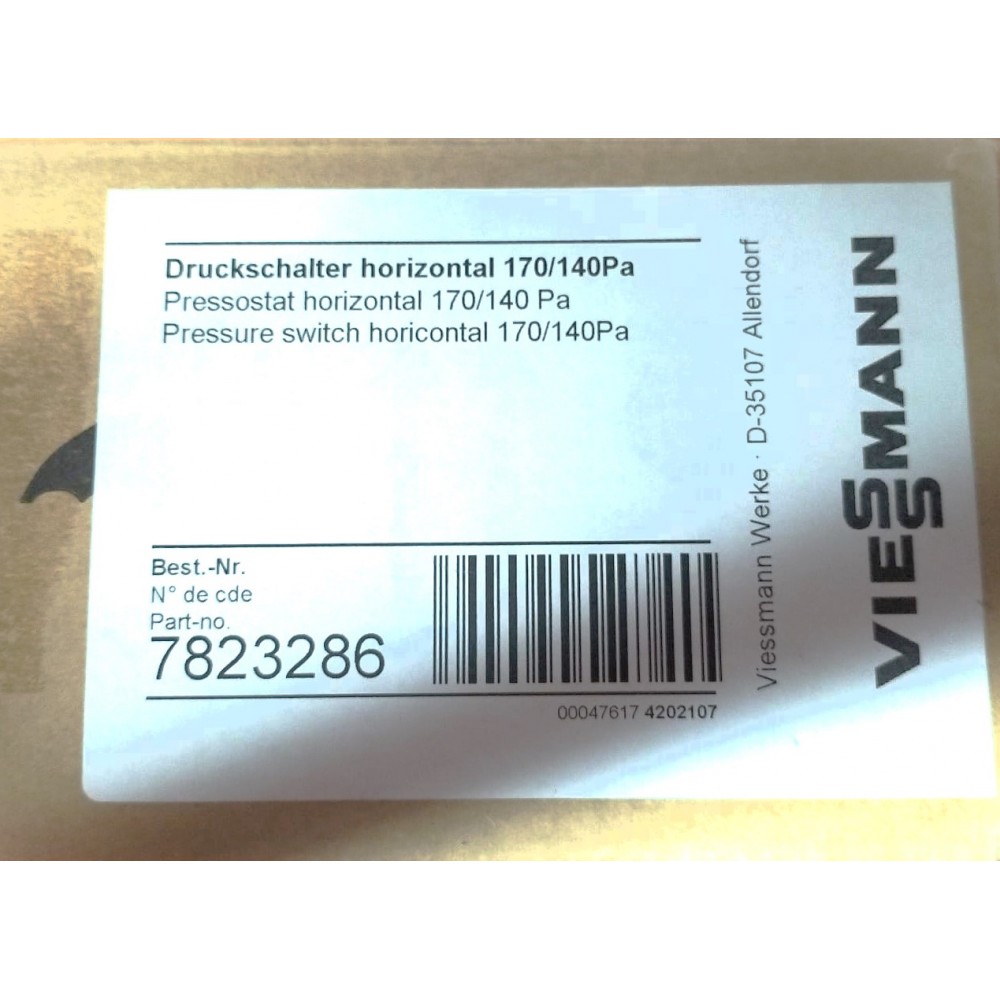 Druckschalter horizontal 170/140Pa
Pressostat horizontal 170/140 Pa
Pressure switch horicontal 170/140Pa
Best.-Nr.
N° de cde
Part-no.
7823286
00047617 4202107
Viessmann Werke · D-35107 Allendorf
VIESSMANN